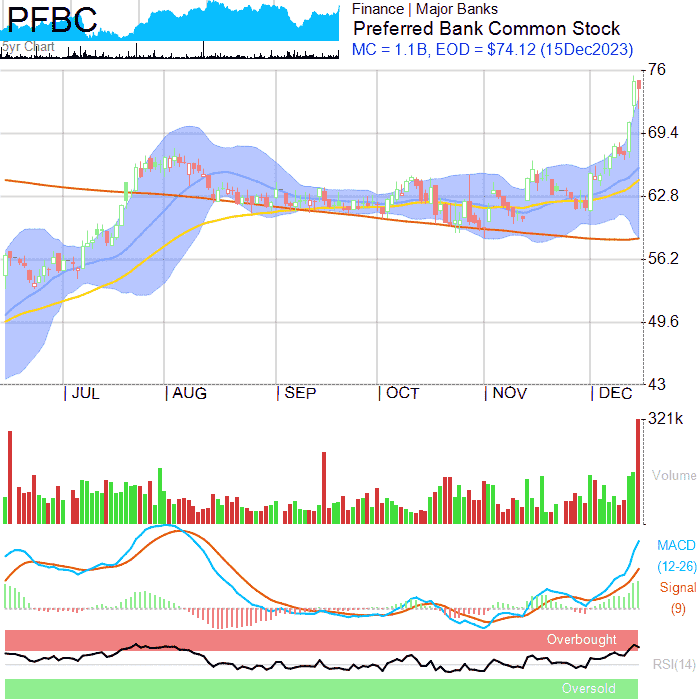 PFBC
5yr Chart
Finance | Major Banks
Preferred Bank Common Stock
MC = 1.1B, EOD = $74.12 (15Dec2023)
76
69.4
62.8
56.2
49.6
43
JUL AUG SEP OCT NOV DEC
321k
Volume
MACD
(12-26)
Signal
(9)
Overbought
RSI(14)
Oversold